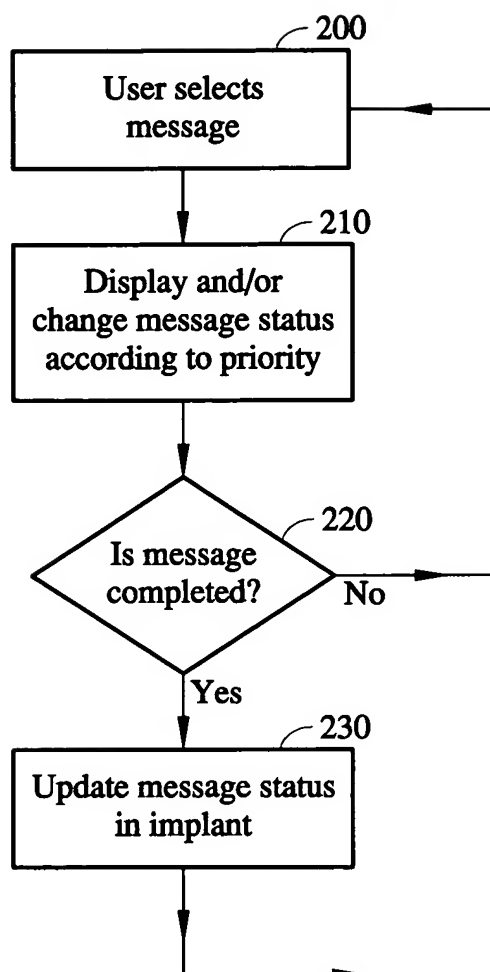 200
User selects
message
210
Display and/or
change message status
according to priority
220
Is message
completed?
No
Yes
230
Update message status
in implant